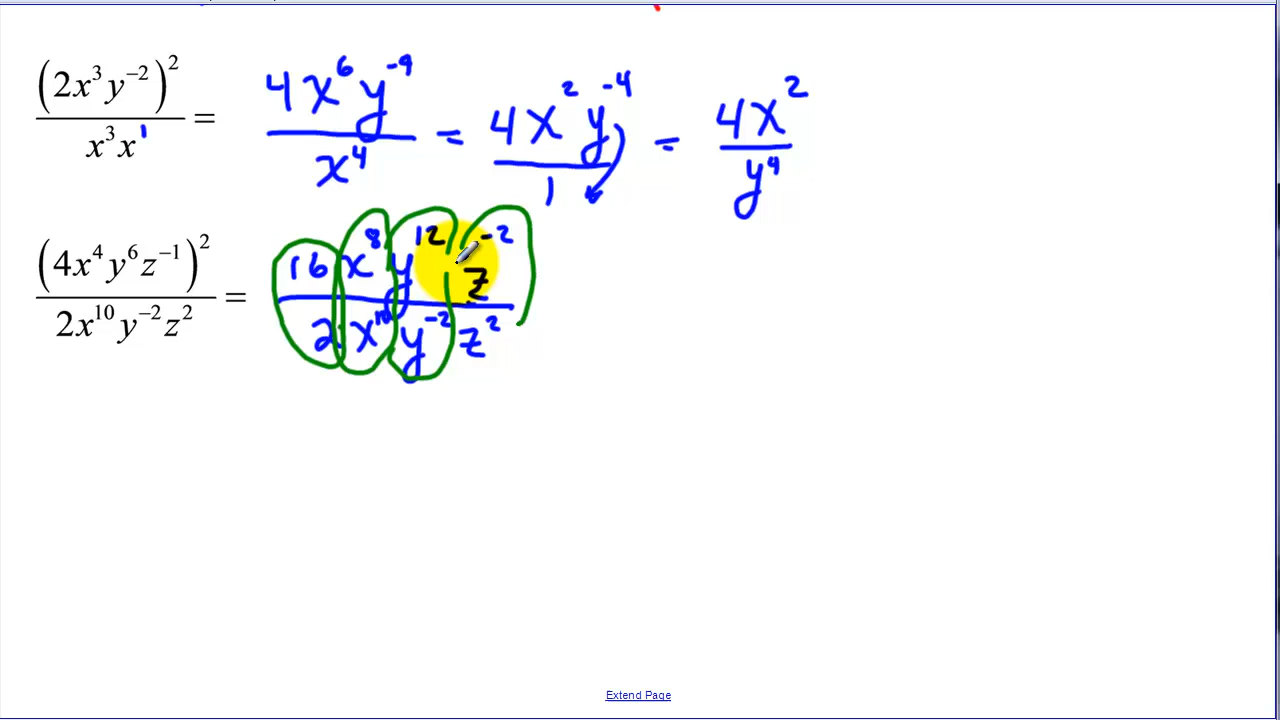 (2x³y⁻²)² / x³x¹ = 4x⁶y⁻⁴ / x⁴ = 4x²y⁻⁴ / 1 = 4x² / y⁴
(4x⁴y⁶z⁻¹)² / 2x¹⁰y⁻²z² = 16x⁸y¹²z⁻² / 2x¹⁰y⁻²z²
Extend Page